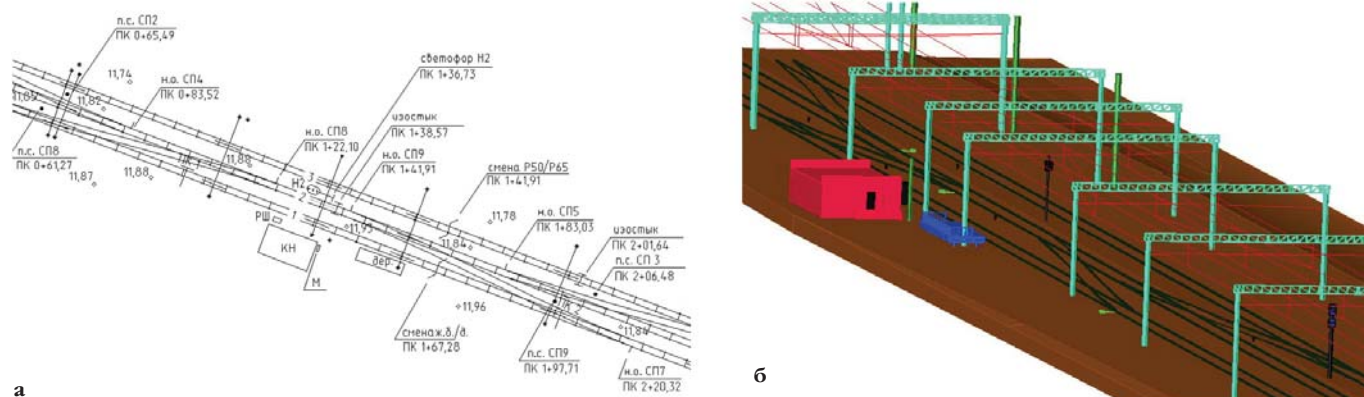 п.с. СП2
ПК 0+65,49
11,74
н.о. СП4
ПК 0+83,52
светофор Н2
ПК 1+36,73
11,82
изостык
ПК 1+38,57
н.о. СП8
ПК 1+22,10
н.о. СП9
ПК 1+41,91
п.с. СП8
ПК 0+61,27
11,88
смена Р50/Р65
ПК 1+41,91
11,87
11,88
3
Н2
2
1
11,78
н.о. СП5
ПК 1+83,03
РШ
11,93
11,84
изостык
ПК 2+01,64
КН
п.с. СП 3
ПК 2+06,48
дер.
М
11,96
11,84
смена ж.б./д.
ПК 1+67,28
п.с. СП9
ПК 1+97,71
н.о. СП7
ПК 2+20,32
а
б